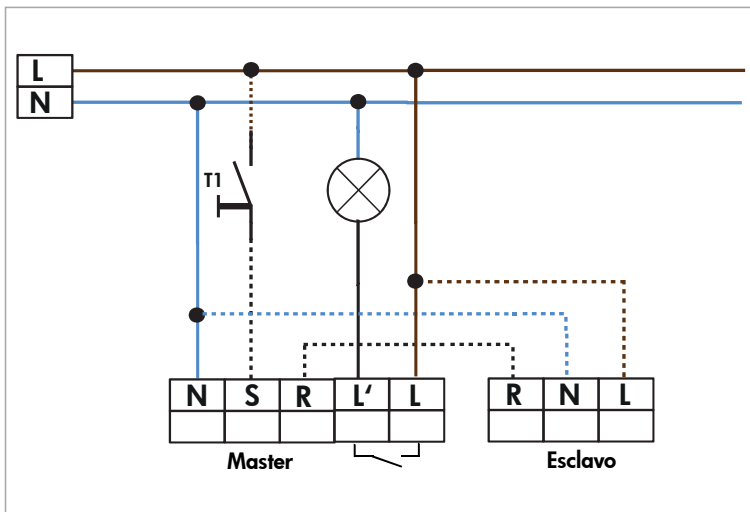 L
N
T1
N S R L‘ L
R N L
Master
Esclavo